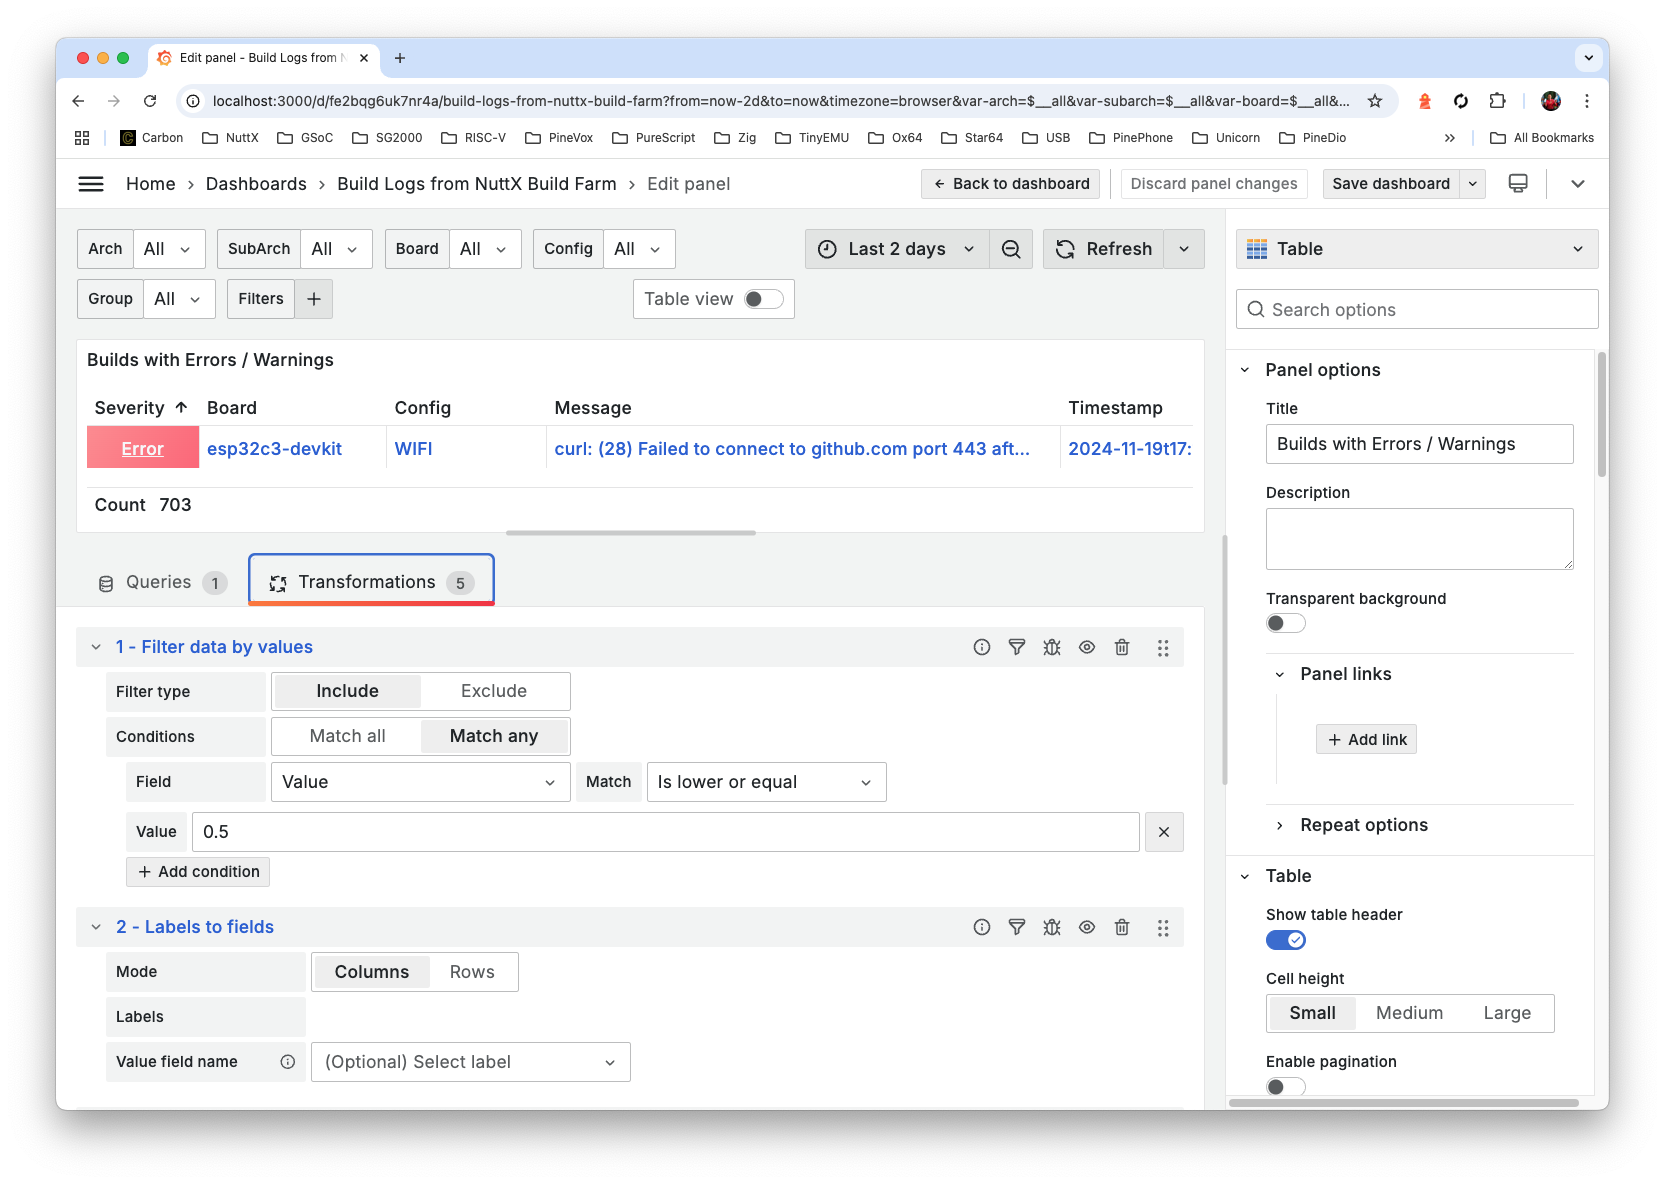 Edit panel - Build Logs from N
localhost:3000/d/fe2bqg6uk7nr4a/build-logs-from-nuttx-build-farm?from=now-2d&to=now&timezone=browser&var-arch=$__all&var-subarch=$__all&var-board=$__all&...
Carbon NuttX GSoC SG2000 RISC-V PineVox PureScript Zig TinyEMU Ox64 Star64 USB PinePhone Unicorn PineDio » All Bookmarks
Home › Dashboards › Build Logs from NuttX Build Farm › Edit panel
Back to dashboard Discard panel changes Save dashboard
Arch All SubArch All Board All Config All Last 2 days Refresh
Group All Filters + Table view
Builds with Errors / Warnings
Severity ↑ Board Config Message Timestamp
Error esp32c3-devkit WIFI curl: (28) Failed to connect to github.com port 443 aft... 2024-11-19t17:
Count 703
Queries 1 Transformations 5
1 - Filter data by values
Filter type Include Exclude
Conditions Match all Match any
Field Value Match Is lower or equal
Value 0.5
+ Add condition
2 - Labels to fields
Mode Columns Rows
Labels
Value field name (Optional) Select label
Table
Search options
Panel options
Title
Builds with Errors / Warnings
Description
Transparent background
Panel links
+ Add link
Repeat options
Table
Show table header
Cell height
Small Medium Large
Enable pagination